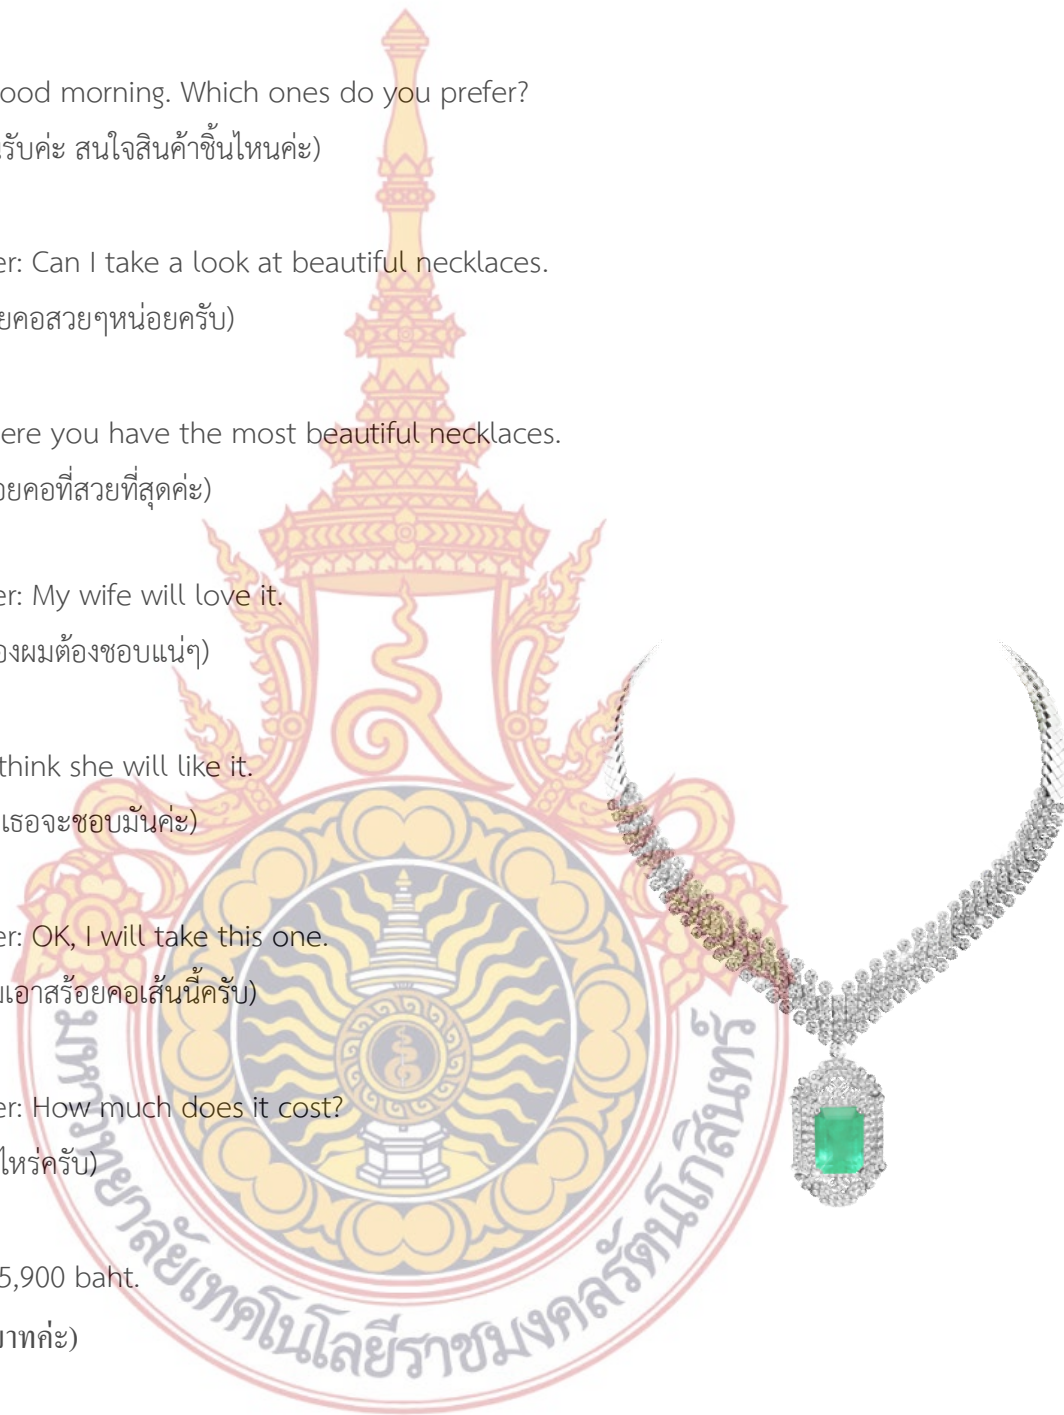 ood morning. Which ones do you prefer?
รับค่ะ สนใจสินค้าชิ้นไหนค่ะ)
er: Can I take a look at beautiful necklaces.
ยคอสวยๆหน่อยครับ)
ere you have the most beautiful necklaces.
อยคอที่สวยที่สุดค่ะ)
er: My wife will love it.
องผมต้องชอบแน่ๆ)
think she will like it.
เธอจะชอบมันค่ะ)
er: OK, I will take this one.
มเอาสร้อยคอเส้นนี้ครับ)
er: How much does it cost?
ไหร่ครับ)
5,900 baht.
บาทค่ะ)
มหาวิทยาลัยเทคโนโลยีราชมงคลรัตนโกสินทร์